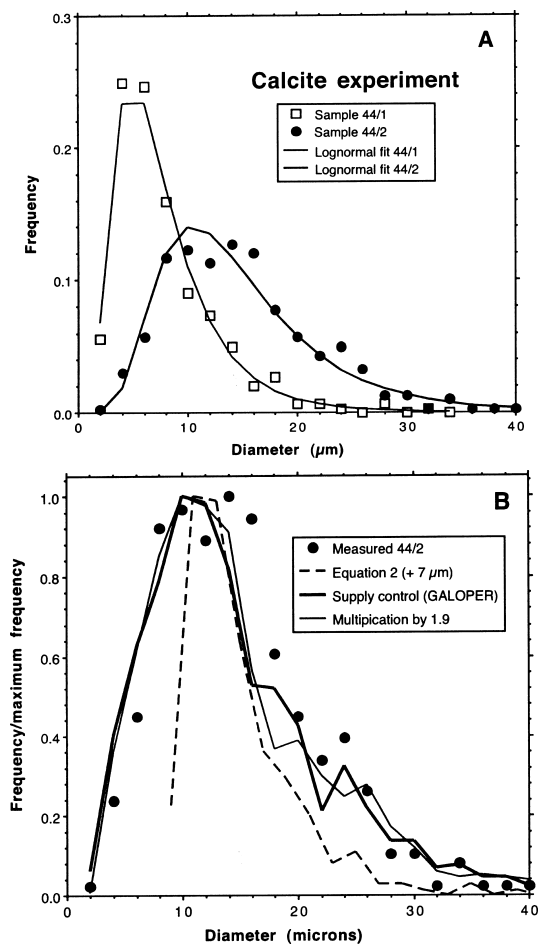 0.3
A
Calcite experiment
Sample 44/1
Sample 44/2
Lognormal fit 44/1
Lognormal fit 44/2
0.2
Frequency
0.1
0.0
0 10 20 30 40
Diameter (µm)
1.0
B
Measured 44/2
Equation 2 (+ 7 µm)
Supply control (GALOPER)
Multipication by 1.9
0.8
0.6
Frequency/maximum frequency
0.4
0.2
0.0
0 10 20 30 40
Diameter (microns)